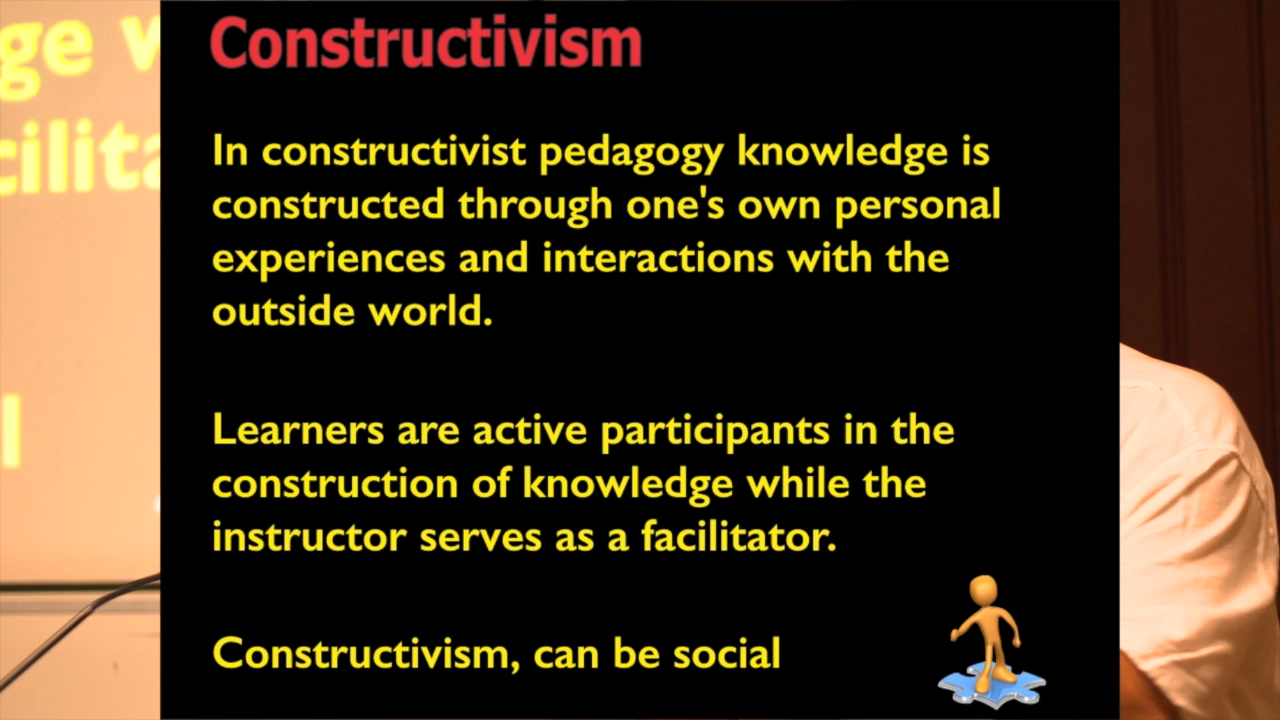 Constructivism
In constructivist pedagogy knowledge is
constructed through one's own personal
experiences and interactions with the
outside world.
Learners are active participants in the
construction of knowledge while the
instructor serves as a facilitator.
Constructivism, can be social